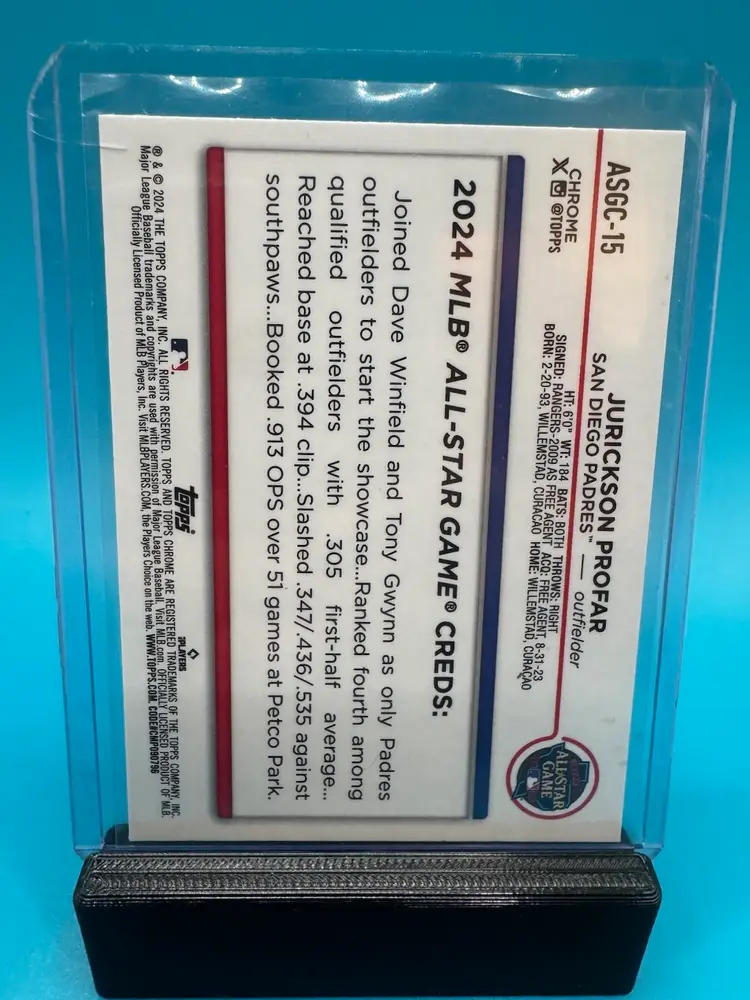 ASGC-15
CHROME
X @TOPPS
JURICKSON PROFAR
SAN DIEGO PADRES™ — outfielder
HT: 6'0" WT: 184 BATS: BOTH THROWS: RIGHT
SIGNED: RANGERS-2009 AS FREE AGENT ACQ: FREE AGENT, 8-31-23
BORN: 2-20-93, WILLEMSTAD, CURACAO HOME: WILLEMSTAD, CURAÇAO
ALL-STAR
GAME
2024 MLB® ALL-STAR GAME® CREDS:
Joined Dave Winfield and Tony Gwynn as only Padres
outfielders to start the showcase...Ranked fourth among
qualified outfielders with .305 first-half average...
Reached base at .394 clip...Slashed .347/.436/.535 against
southpaws...Booked .913 OPS over 51 games at Petco Park.
topps
PLAYERS
® & © 2024 THE TOPPS COMPANY, INC. ALL RIGHTS RESERVED. TOPPS AND TOPPS CHROME ARE REGISTERED TRADEMARKS OF THE TOPPS COMPANY, INC.
Major League Baseball trademarks and copyrights are used with permission of Major League Baseball. Visit MLB.com. OFFICIALLY LICENSED PRODUCT OF MLB
Officially Licensed Product of MLB Players, Inc. Visit MLBPLAYERS.COM, the Players Choice on the web. WWW.TOPPS.COM. CODE#CMP090796